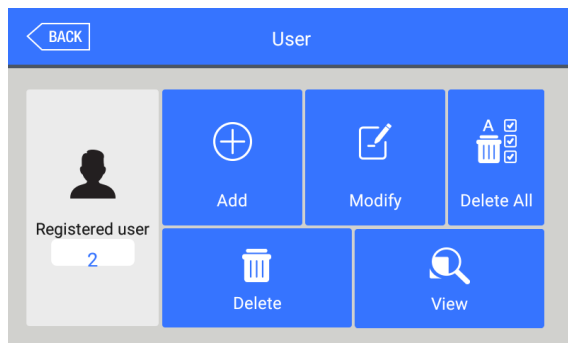 BACK
User
Registered user
2
Add
Modify
A
Delete All
Delete
View